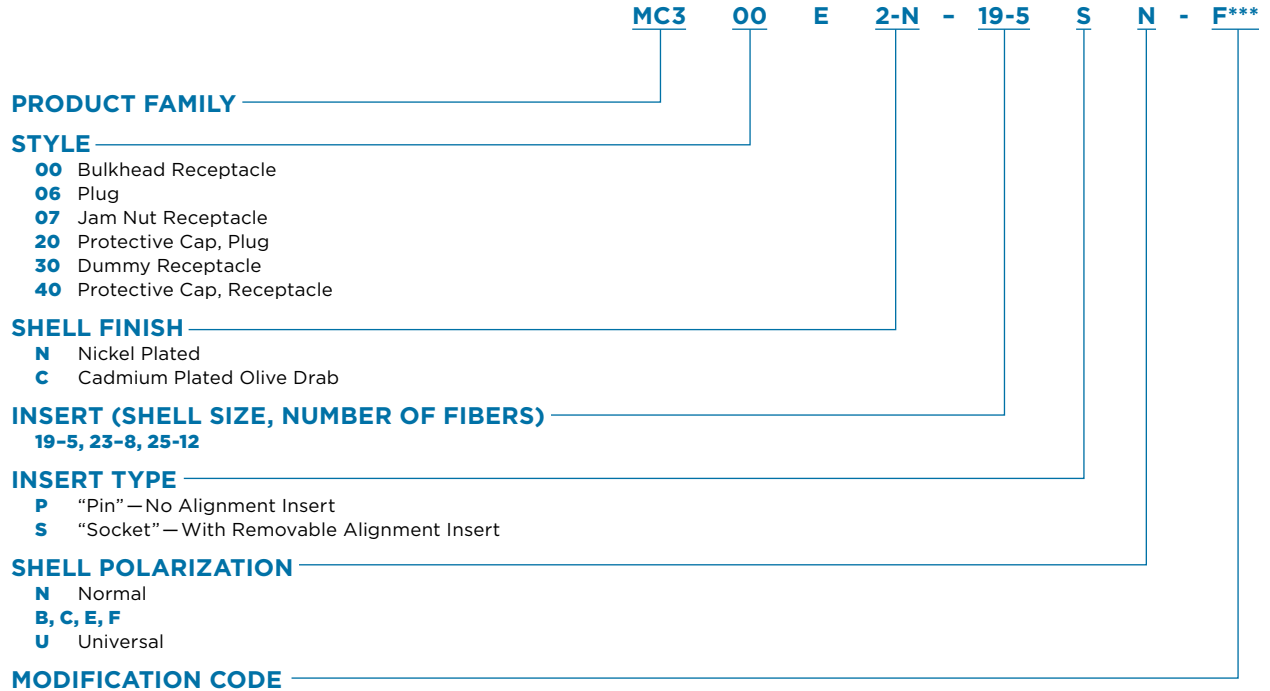 MC3 00 E 2-N – 19-5 S N - F***
PRODUCT FAMILY
STYLE
00 Bulkhead Receptacle
06 Plug
07 Jam Nut Receptacle
20 Protective Cap, Plug
30 Dummy Receptacle
40 Protective Cap, Receptacle
SHELL FINISH
N Nickel Plated
C Cadmium Plated Olive Drab
INSERT (SHELL SIZE, NUMBER OF FIBERS)
19–5, 23–8, 25-12
INSERT TYPE
P “Pin”—No Alignment Insert
S “Socket”—With Removable Alignment Insert
SHELL POLARIZATION
N Normal
B, C, E, F
U Universal
MODIFICATION CODE